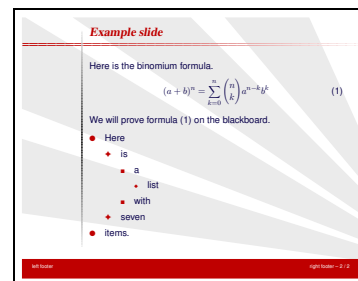 Example slide
Here is the binomium formula.
(a + b)^n = \sum_{k=0}^{n} \binom{n}{k} a^{n-k} b^k (1)
We will prove formula (1) on the blackboard.
Here
is
a
list
with
seven
items.
left footer right footer – 2 / 2